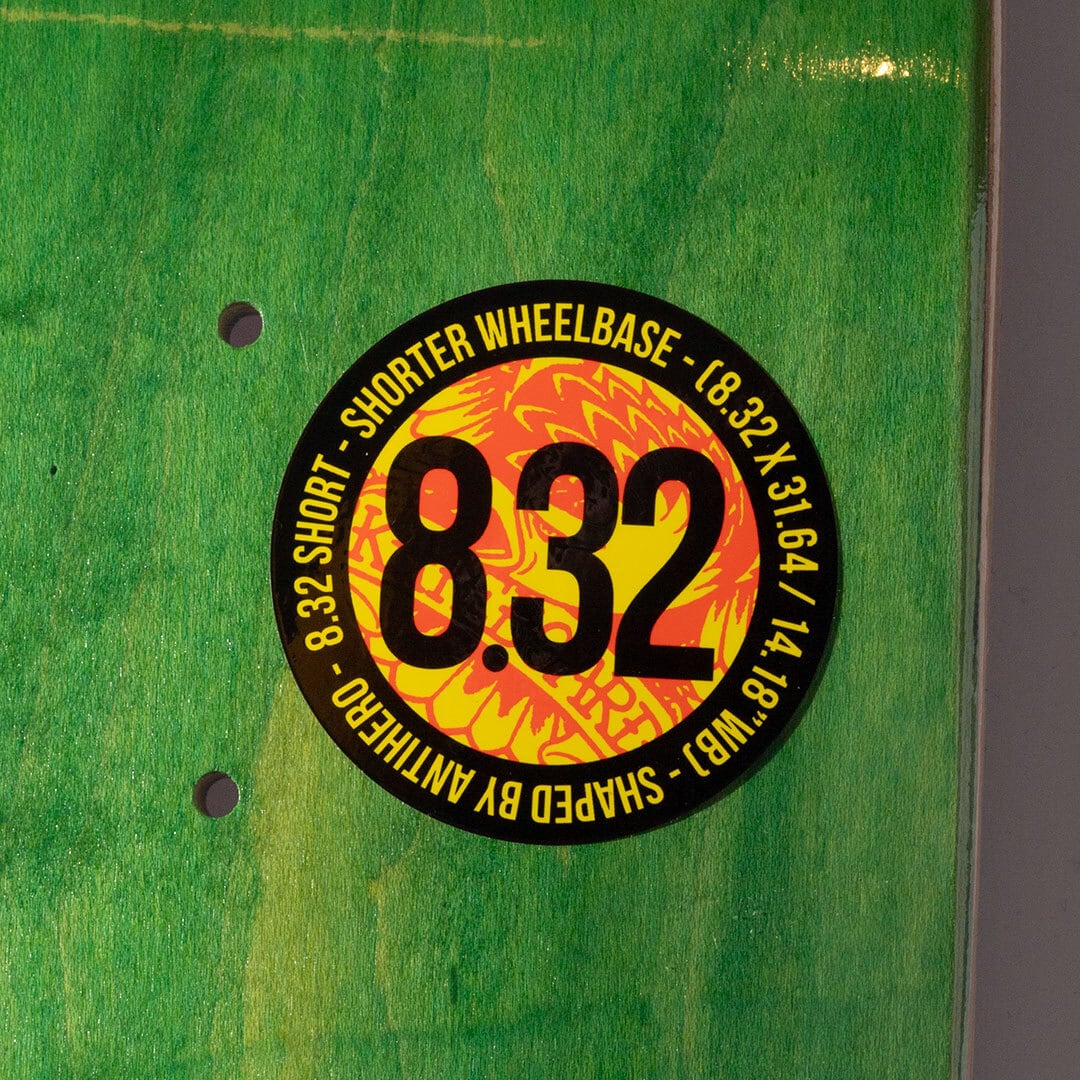 8.32 SHORT - SHORTER WHEELBASE - (8.32 X 31.64 / 14.18" WB) - SHAPED BY ANTIHERO -
8.32